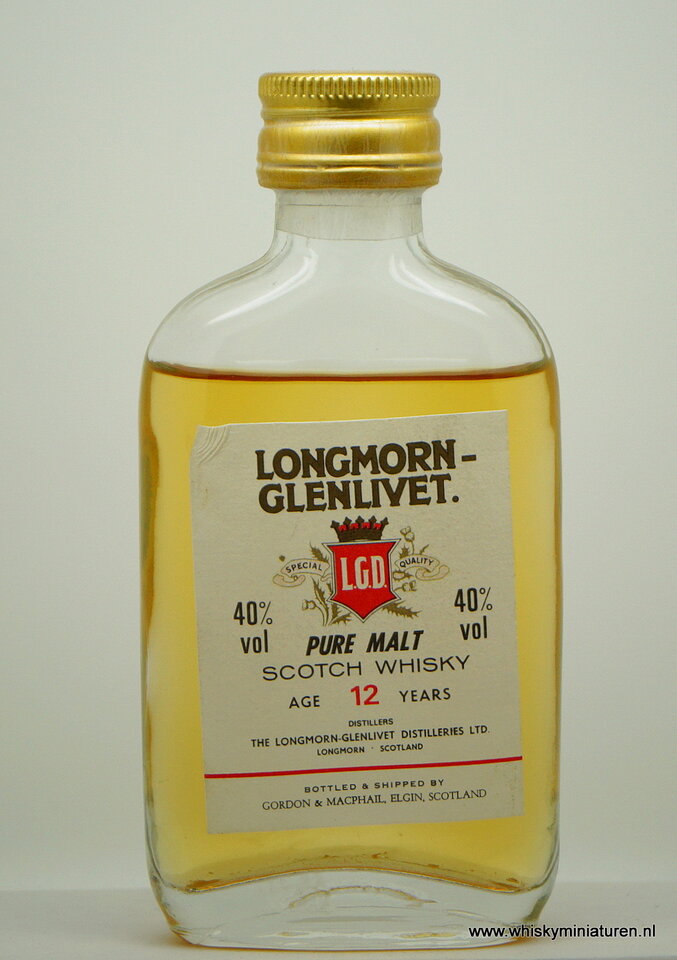 LONGMORN-
GLENLIVET.
SPECIAL QUALITY
L.G.D.
40% vol
40% vol
PURE MALT
SCOTCH WHISKY
AGE 12 YEARS
DISTILLERS
THE LONGMORN-GLENLIVET DISTILLERIES LTD.
LONGMORN · SCOTLAND
BOTTLED & SHIPPED BY
GORDON & MACPHAIL, ELGIN, SCOTLAND
www.whiskyminiaturen.nl